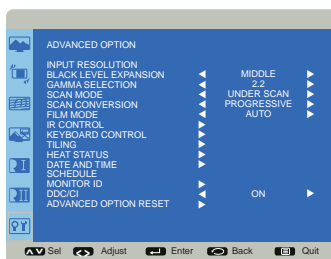 ADVANCED OPTION
INPUT RESOLUTION
BLACK LEVEL EXPANSION MIDDLE
GAMMA SELECTION 2.2
SCAN MODE UNDER SCAN
SCAN CONVERSION PROGRESSIVE
FILM MODE AUTO
IR CONTROL
KEYBOARD CONTROL
TILING
HEAT STATUS
DATE AND TIME
SCHEDULE
MONITOR ID
DDC/CI ON
ADVANCED OPTION RESET
Sel Adjust Enter Back Quit